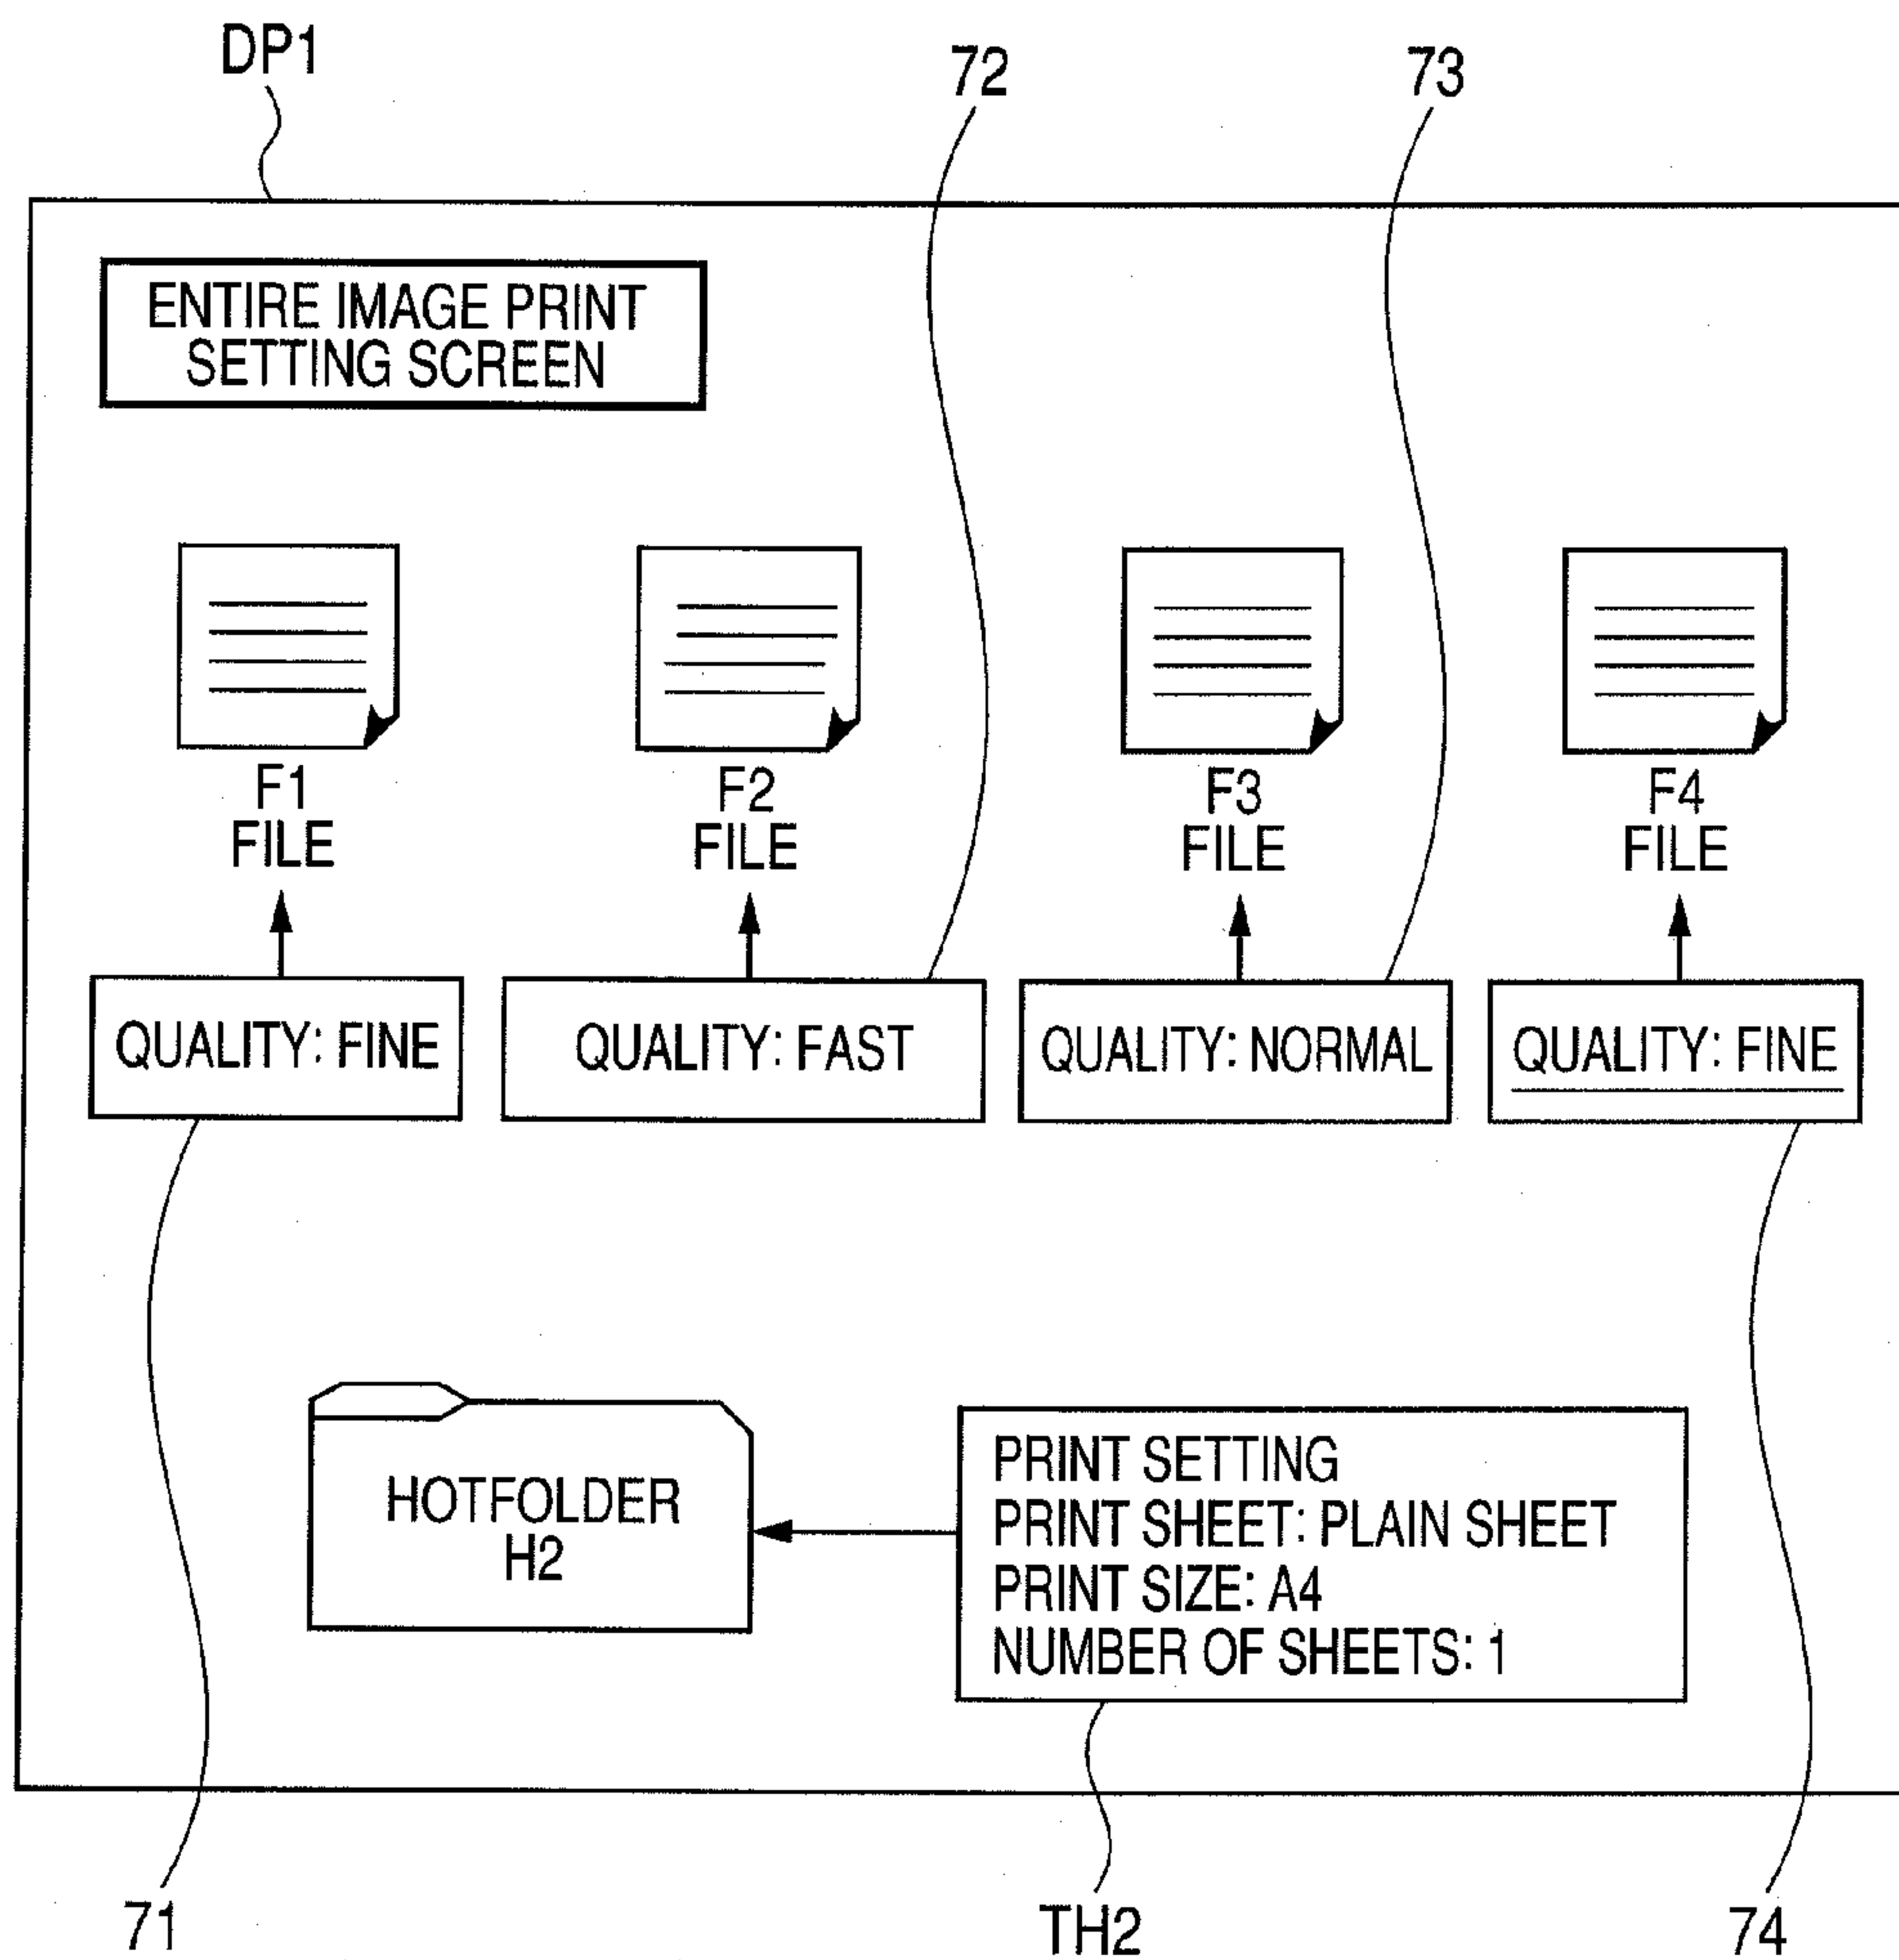 DP1
72
73
ENTIRE IMAGE PRINT
SETTING SCREEN
F1
FILE
F2
FILE
F3
FILE
F4
FILE
QUALITY: FINE
QUALITY: FAST
QUALITY: NORMAL
QUALITY: FINE
HOTFOLDER
H2
PRINT SETTING
PRINT SHEET: PLAIN SHEET
PRINT SIZE: A4
NUMBER OF SHEETS: 1
71
TH2
74